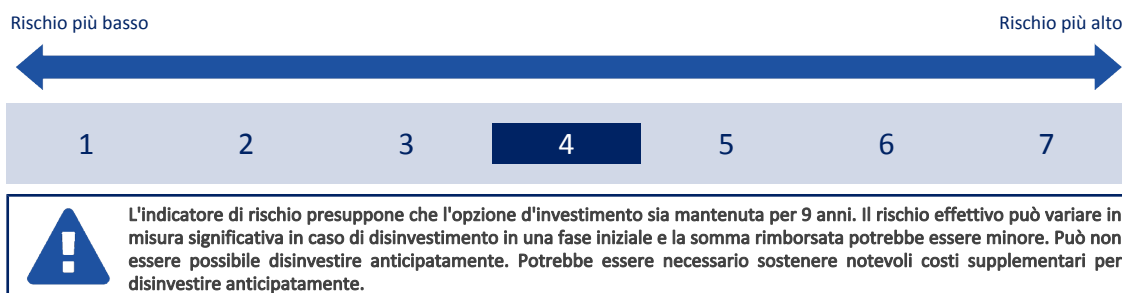 Rischio più basso Rischio più alto
1 2 3 4 5 6 7
L'indicatore di rischio presuppone che l'opzione d'investimento sia mantenuta per 9 anni. Il rischio effettivo può variare in
misura significativa in caso di disinvestimento in una fase iniziale e la somma rimborsata potrebbe essere minore. Può non
essere possibile disinvestire anticipatamente. Potrebbe essere necessario sostenere notevoli costi supplementari per
disinvestire anticipatamente.